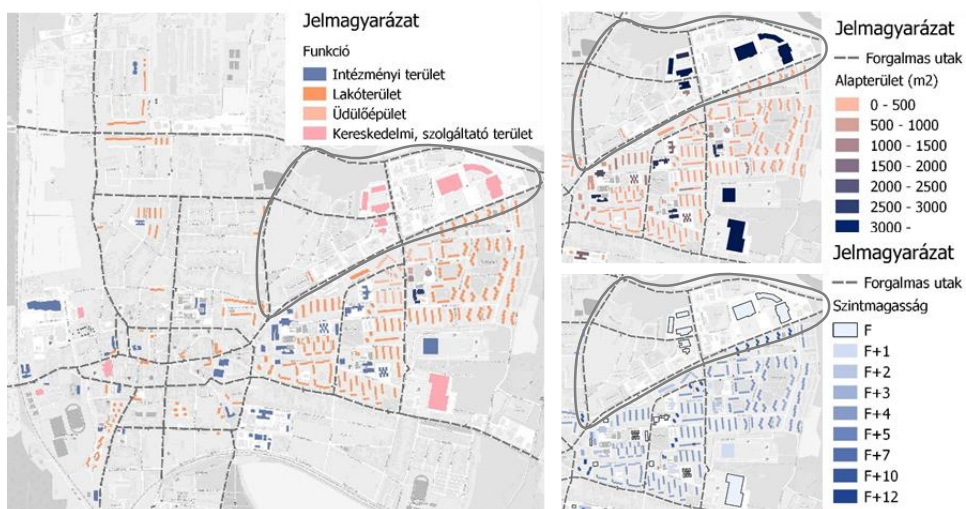 Jelmagyarázat
Funkció
Intézményi terület
Lakóterület
Üdülőépület
Kereskedelmi, szolgáltató terület
Jelmagyarázat
Forgalmas utak
Alapterület (m2)
0 - 500
500 - 1000
1000 - 1500
1500 - 2000
2000 - 2500
2500 - 3000
3000 -
Jelmagyarázat
Forgalmas utak
Szintmagasság
F
F+1
F+2
F+3
F+4
F+5
F+7
F+10
F+12